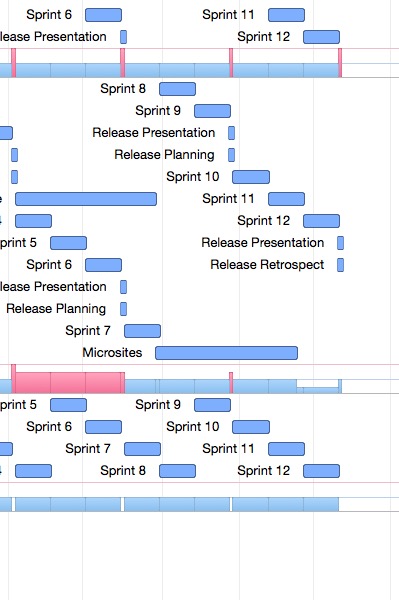 Sprint 6 Sprint 11
lease Presentation Sprint 12
Sprint 8
Sprint 9
Release Presentation
Release Planning
Sprint 10
e Sprint 11
4 Sprint 12
print 5 Release Presentation
Sprint 6 Release Retrospect
lease Presentation
Release Planning
Sprint 7
Microsites
print 5 Sprint 9
Sprint 6 Sprint 10
Sprint 7 Sprint 11
4 Sprint 8 Sprint 12